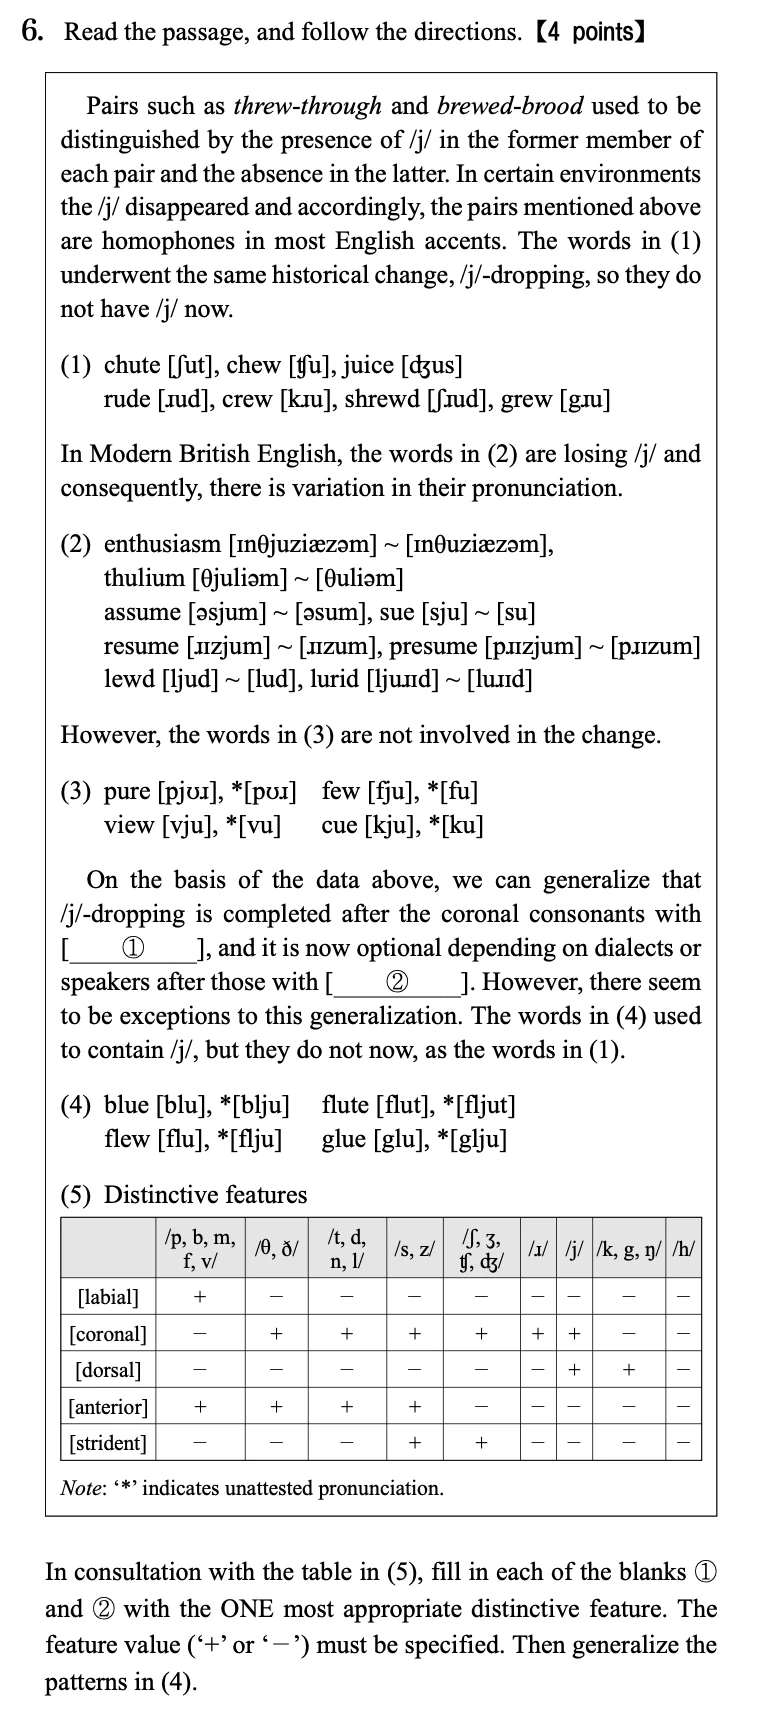 6. Read the passage, and follow the directions. 【4 points】
Pairs such as threw-through and brewed-brood used to be
distinguished by the presence of /j/ in the former member of
each pair and the absence in the latter. In certain environments
the /j/ disappeared and accordingly, the pairs mentioned above
are homophones in most English accents. The words in (1)
underwent the same historical change, /j/-dropping, so they do
not have /j/ now.
(1) chute [ʃut], chew [ʧu], juice [ʤus]
rude [ɹud], crew [kɹu], shrewd [ʃɹud], grew [gɹu]
In Modern British English, the words in (2) are losing /j/ and
consequently, there is variation in their pronunciation.
(2) enthusiasm [ɪnθjuziæzəm] ~ [ɪnθuziæzəm],
thulium [θjuliəm] ~ [θuliəm]
assume [əsjum] ~ [əsum], sue [sju] ~ [su]
resume [ɹɪzjum] ~ [ɹɪzum], presume [pɹɪzjum] ~ [pɹɪzum]
lewd [ljud] ~ [lud], lurid [ljuɹɪd] ~ [luɹɪd]
However, the words in (3) are not involved in the change.
(3) pure [pjʊɹ], *[pʊɹ] few [fju], *[fu]
view [vju], *[vu] cue [kju], *[ku]
On the basis of the data above, we can generalize that
/j/-dropping is completed after the coronal consonants with
[____①____], and it is now optional depending on dialects or
speakers after those with [____②____]. However, there seem
to be exceptions to this generalization. The words in (4) used
to contain /j/, but they do not now, as the words in (1).
(4) blue [blu], *[blju] flute [flut], *[fljut]
flew [flu], *[flju] glue [glu], *[glju]
(5) Distinctive features
/p, b, m, f, v/ /θ, ð/ /t, d, n, l/ /s, z/ /ʃ, ʒ, ʧ, ʤ/ /ɹ/ /j/ /k, g, ŋ/ /h/
[labial] + − − − − − − − −
[coronal] − + + + + + + − −
[dorsal] − − − − − − + + −
[anterior] + + + + − − − − −
[strident] − − − + + − − − −
Note: ‘*’ indicates unattested pronunciation.
In consultation with the table in (5), fill in each of the blanks ①
and ② with the ONE most appropriate distinctive feature. The
feature value (‘+’ or ‘−’) must be specified. Then generalize the
patterns in (4).